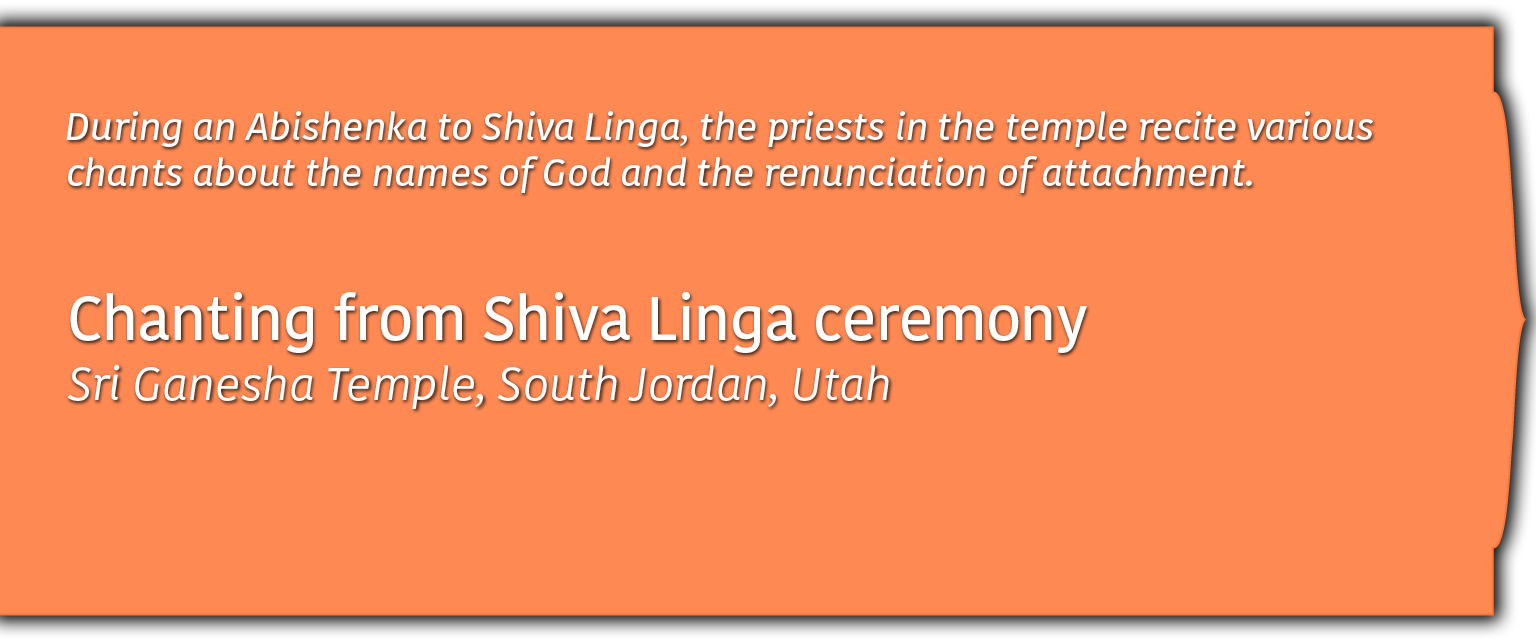 During an Abishenka to Shiva Linga, the priests in the temple recite various
chants about the names of God and the renunciation of attachment.
Chanting from Shiva Linga ceremony
Sri Ganesha Temple, South Jordan, Utah